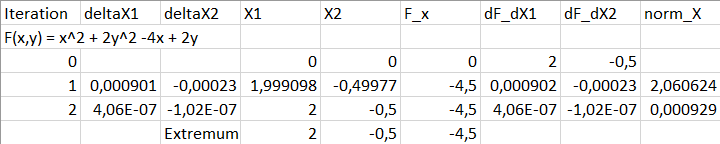 Iteration deltaX1 deltaX2 X1 X2 F_x dF_dX1 dF_dX2 norm_X
F(x,y) = x^2 + 2y^2 -4x + 2y
0 0 0 0 2 -0,5
1 0,000901 -0,00023 1,999098 -0,49977 -4,5 0,000902 -0,00023 2,060624
2 4,06E-07 -1,02E-07 2 -0,5 -4,5 4,06E-07 -1,02E-07 0,000929
Extremum 2 -0,5 -4,5